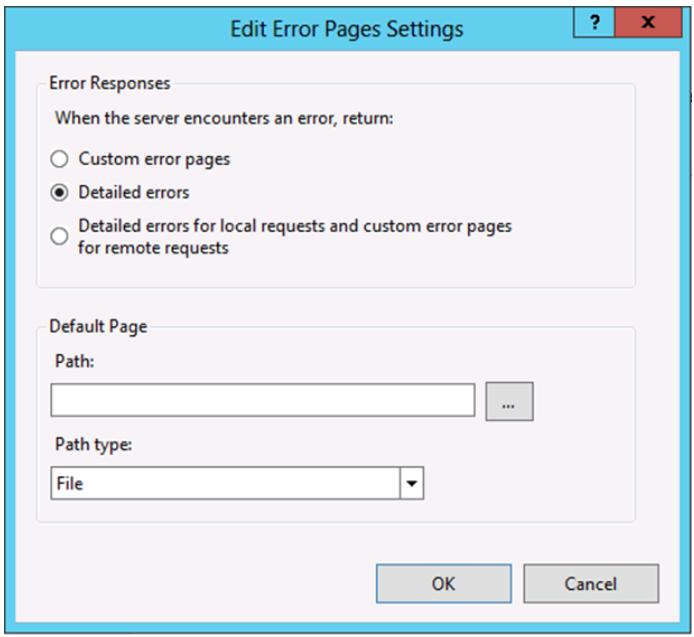 Edit Error Pages Settings
?
x
Error Responses
When the server encounters an error, return:
Custom error pages
Detailed errors
Detailed errors for local requests and custom error pages
for remote requests
Default Page
Path:
...
Path type:
File
OK
Cancel